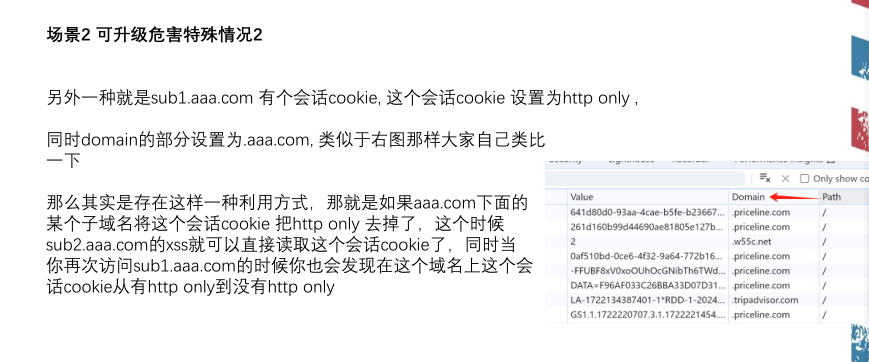 场景2 可升级危害特殊情况2
另外一种就是sub1.aaa.com 有个会话cookie, 这个会话cookie 设置为http only ,
同时domain的部分设置为.aaa.com, 类似于右图那样大家自己类比
一下
那么其实是存在这样一种利用方式，那就是如果aaa.com下面的
某个子域名将这个会话cookie 把http only 去掉了，这个时候
sub2.aaa.com的xss就可以直接读取这个会话cookie了，同时当
你再次访问sub1.aaa.com的时候你也会发现在这个域名上这个会
话cookie从有http only到没有http only
Only show co
Value Domain Path
641d80d0-93aa-4cae-b5fe-b23667... .priceline.com /
261d160b99d44690ae81805e127b... .priceline.com /
2 .w55c.net /
0af510bd-0ce6-4f32-9a64-772b16... .priceline.com /
-FFUBF8xV0xoOUhOcGNibTh6TWd... .priceline.com /
DATA=F96AF033C26BBA33D07D31... .priceline.com /
LA-1722134387401-1*RDD-1-2024... .tripadvisor.com /
GS1.1.1722220707.3.1.1722221454.... .priceline.com /